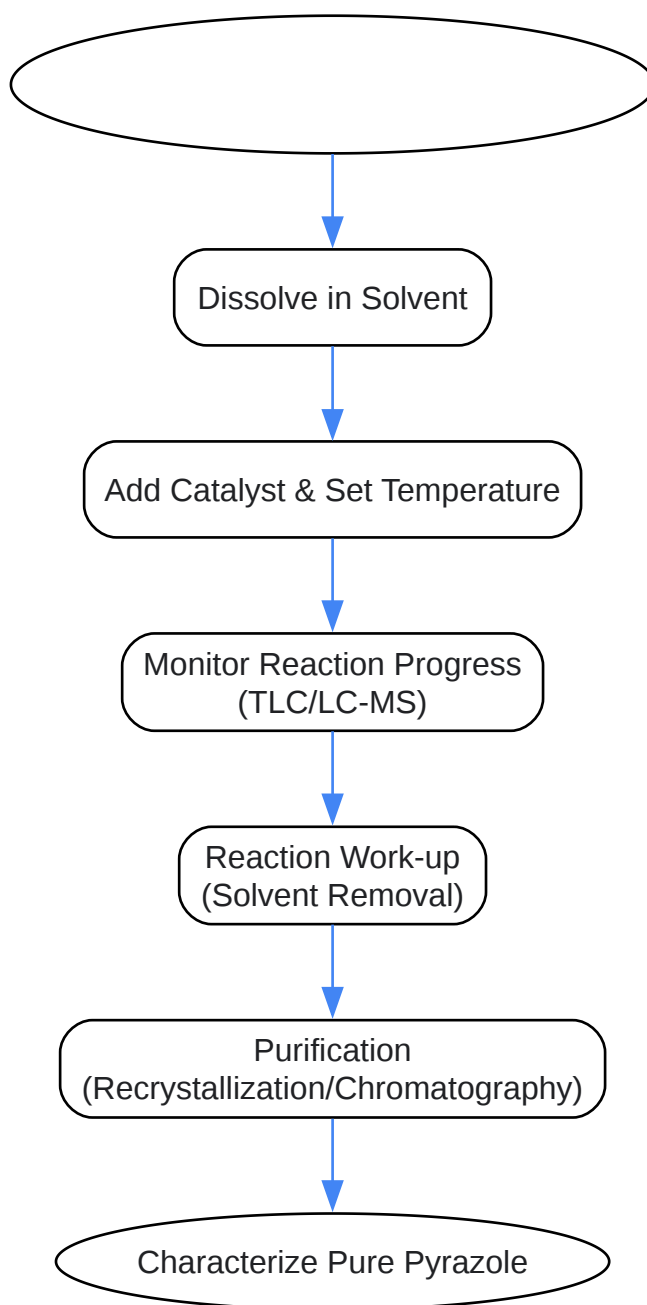 Dissolve in Solvent
Add Catalyst & Set Temperature
Monitor Reaction Progress
(TLC/LC-MS)
Reaction Work-up
(Solvent Removal)
Purification
(Recrystallization/Chromatography)
Characterize Pure Pyrazole